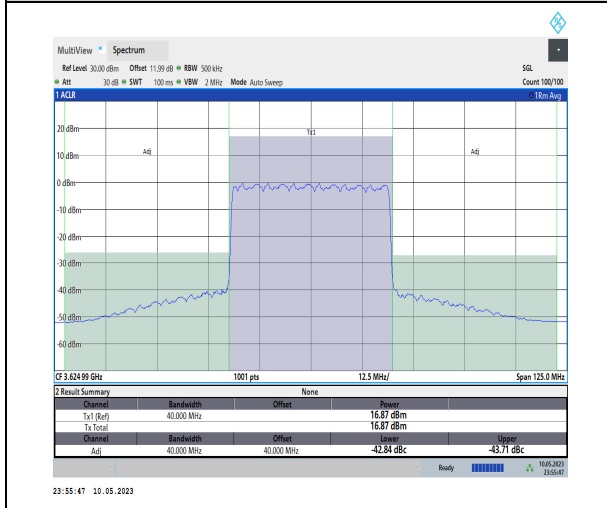 MultiView Spectrum
Ref Level 30.00 dBm Offset 11.99 dB RBW 500 kHz SGL
Att 30 dB SWT 100 ms VBW 2 MHz Mode Auto Sweep Count 100/100
1 ACLR 1Rm Avg
20 dBm
Tx1
Adj Adj
10 dBm
0 dBm
-10 dBm
-20 dBm
-30 dBm
-40 dBm
-50 dBm
-60 dBm
CF 3.624 99 GHz 1001 pts 12.5 MHz/ Span 125.0 MHz
2 Result Summary None
Channel Bandwidth Offset Power
Tx1 (Ref) 40.000 MHz 16.87 dBm
Tx Total 16.87 dBm
Channel Bandwidth Offset Lower Upper
Adj 40.000 MHz 40.000 MHz -42.84 dBc -43.71 dBc
Ready 10.05.2023
23:55:47
23:55:47 10.05.2023